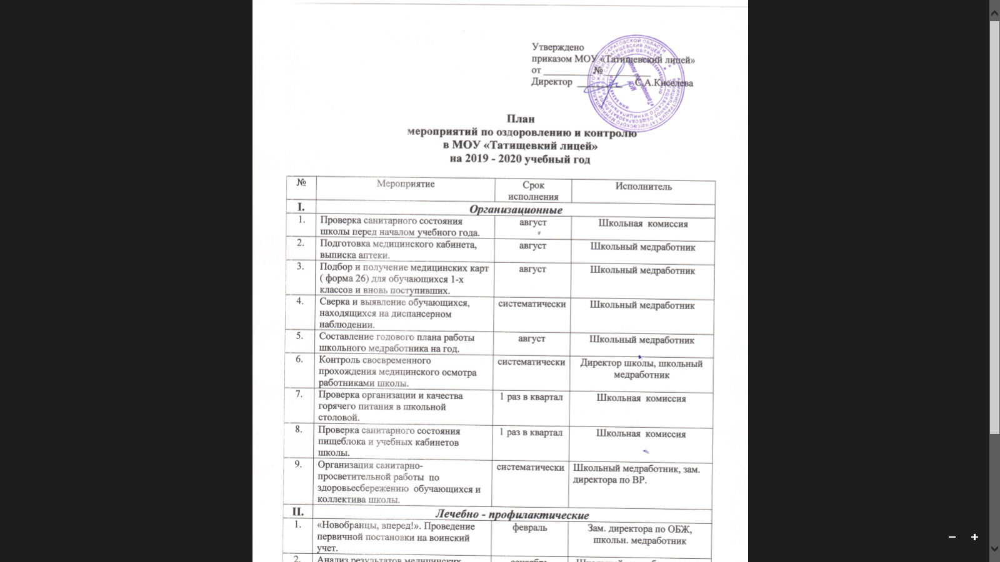 Утверждено
приказом МОУ «Татищевский лицей»
от __________ № __________
Директор __________ С.А.Киселева
План
мероприятий по оздоровлению и контролю
в МОУ «Татищевкий лицей»
на 2019 - 2020 учебный год
№ Мероприятие Срок исполнения Исполнитель
I. Организационные
1. Проверка санитарного состояния август Школьная комиссия
школы перед началом учебного года.
2. Подготовка медицинского кабинета, август Школьный медработник
выписка аптеки.
3. Подбор и получение медицинских карт август Школьный медработник
( форма 26) для обучающихся 1-х
классов и вновь поступивших.
4. Сверка и выявление обучающихся, систематически Школьный медработник
находящихся на диспансерном
наблюдении.
5. Составление годового плана работы август Школьный медработник
школьного медработника на год.
6. Контроль своевременного систематически Директор школы, школьный
прохождения медицинского осмотра медработник
работниками школы.
7. Проверка организации и качества 1 раз в квартал Школьная комиссия
горячего питания в школьной
столовой.
8. Проверка санитарного состояния 1 раз в квартал Школьная комиссия
пищеблока и учебных кабинетов
школы.
9. Организация санитарно- систематически Школьный медработник, зам.
просветительной работы по директора по ВР.
здоровьесбережению обучающихся и
коллектива школы.
II. Лечебно - профилактические
1. «Новобранцы, вперед!». Проведение февраль Зам. директора по ОБЖ,
первичной постановки на воинский школьн. медработник
учет.
2. Анализ результатов медицинских сентябрь